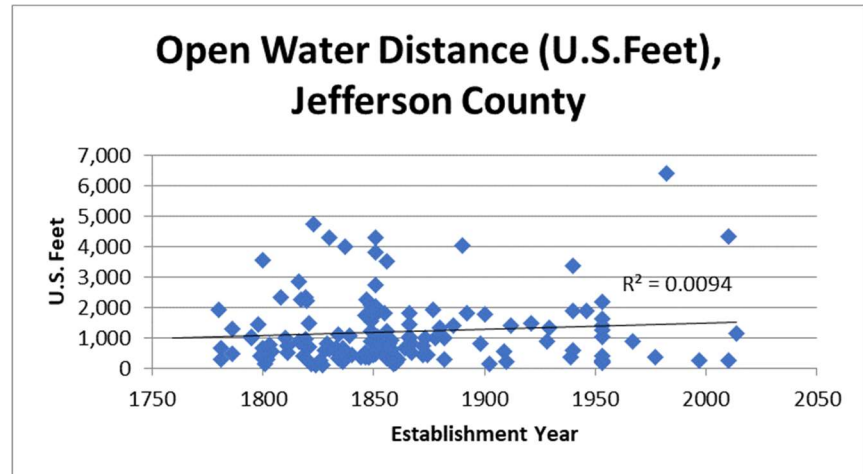 Open Water Distance (U.S.Feet),
Jefferson County
7,000
6,000
5,000
4,000
3,000
2,000
1,000
0
U.S. Feet
R² = 0.0094
1750 1800 1850 1900 1950 2000 2050
Establishment Year